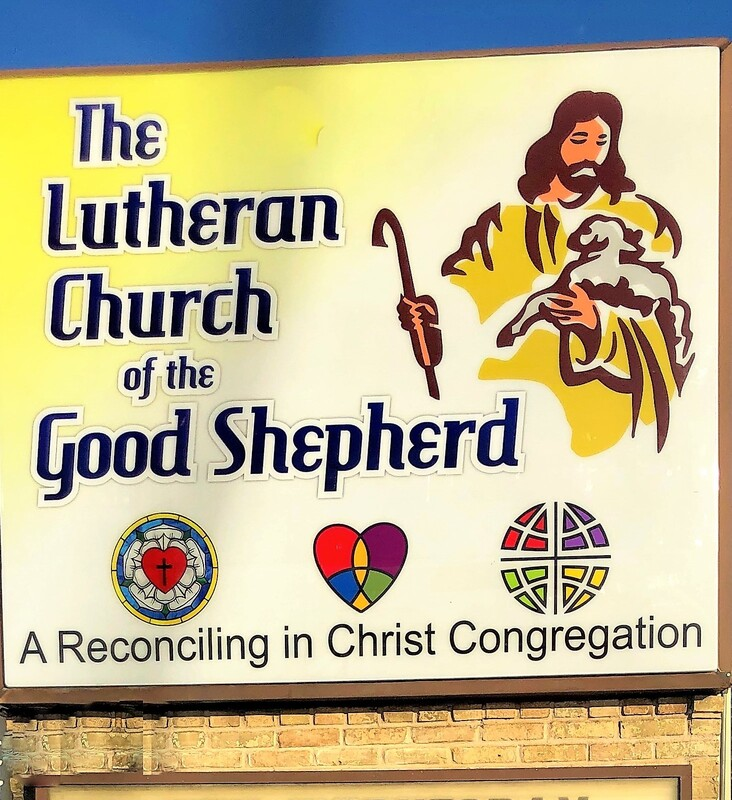 The
Lutheran
Church
of the
Good Shepherd
A Reconciling in Christ Congregation